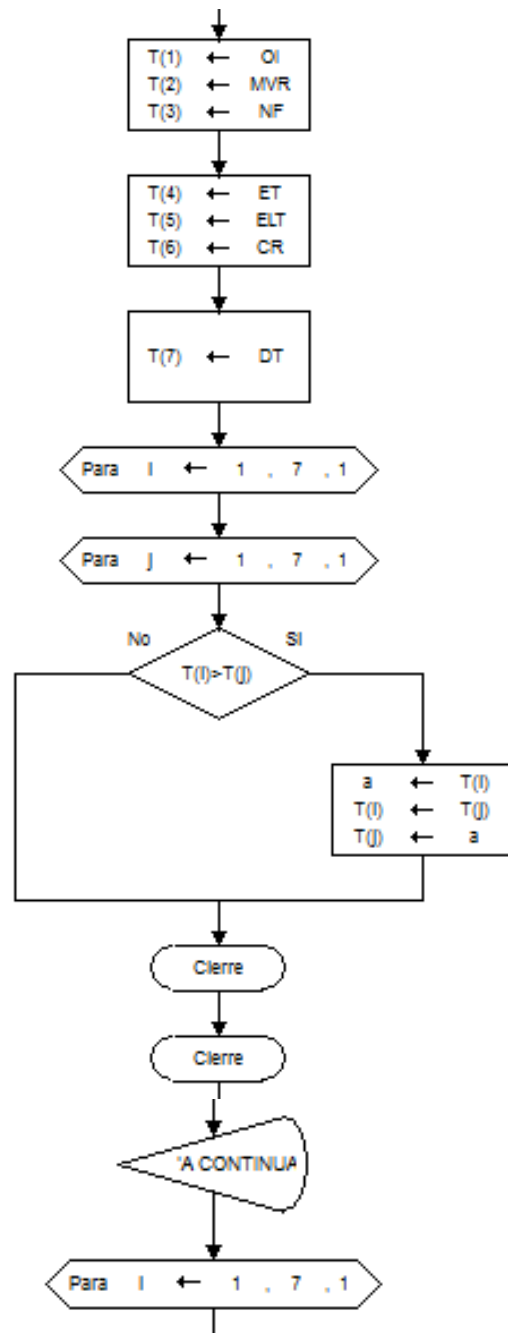 T(1) ← OI
T(2) ← MVR
T(3) ← NF
T(4) ← ET
T(5) ← ELT
T(6) ← CR
T(7) ← DT
Para I ← 1 , 7 , 1
Para j ← 1 , 7 , 1
No SI
T(I)>T(j)
a ← T(I)
T(I) ← T(j)
T(j) ← a
Cierre
Cierre
"A CONTINUA
Para I ← 1 , 7 , 1